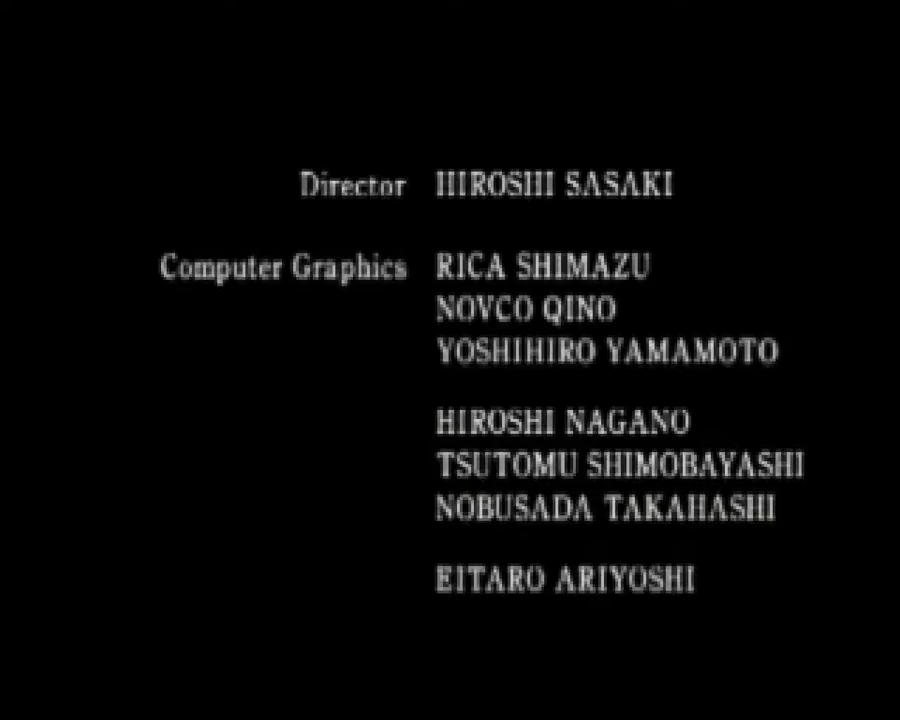 Director HIROSHI SASAKI
Computer Graphics RICA SHIMAZU
NOVCO QINO
YOSHIHIRO YAMAMOTO
HIROSHI NAGANO
TSUTOMU SHIMOBAYASHI
NOBUSADA TAKAHASHI
EITARO ARIYOSHI